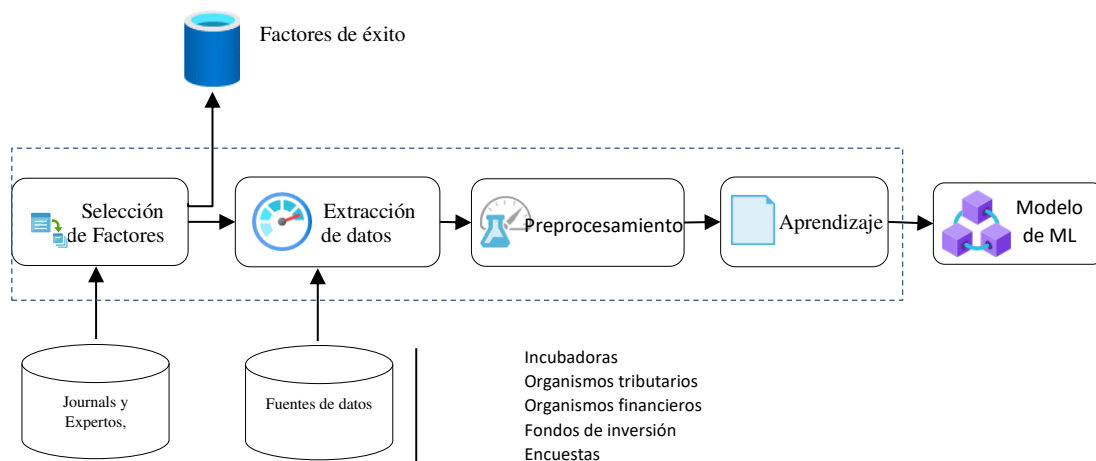 Factores de éxito
Selección
de Factores
Extracción
de datos
Preprocesamiento
Aprendizaje
Modelo
de ML
Journals y
Expertos,
Fuentes de datos
Incubadoras
Organismos tributarios
Organismos financieros
Fondos de inversión
Encuestas